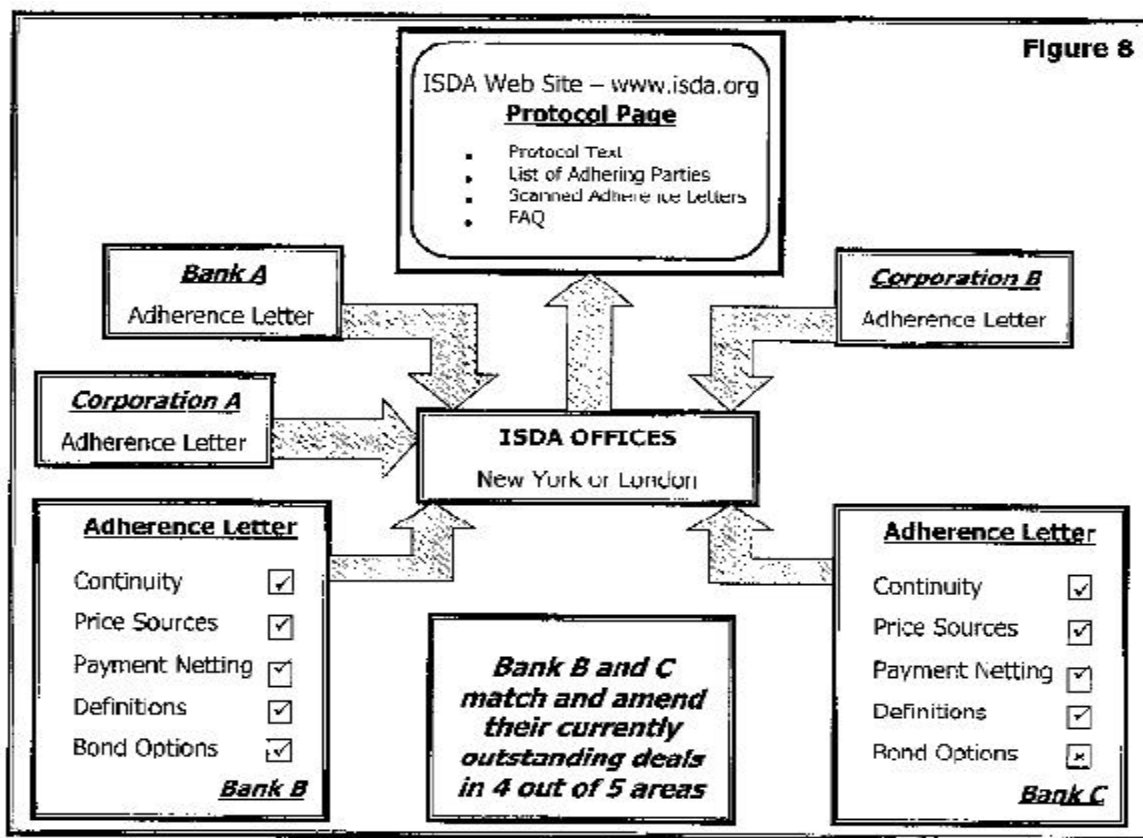 Figure 8
ISDA Web Site – www.isda.org
Protocol Page
• Protocol Text
• List of Adhering Parties
• Scanned Adherence Letters
• FAQ
Bank A
Adherence Letter
Corporation B
Adherence Letter
Corporation A
Adherence Letter
ISDA OFFICES
New York or London
Adherence Letter
Continuity
Price Sources
Payment Netting
Definitions
Bond Options
Bank B
Bank B and C
match and amend
their currently
outstanding deals
in 4 out of 5 areas
Adherence Letter
Continuity
Price Sources
Payment Netting
Definitions
Bond Options
Bank C